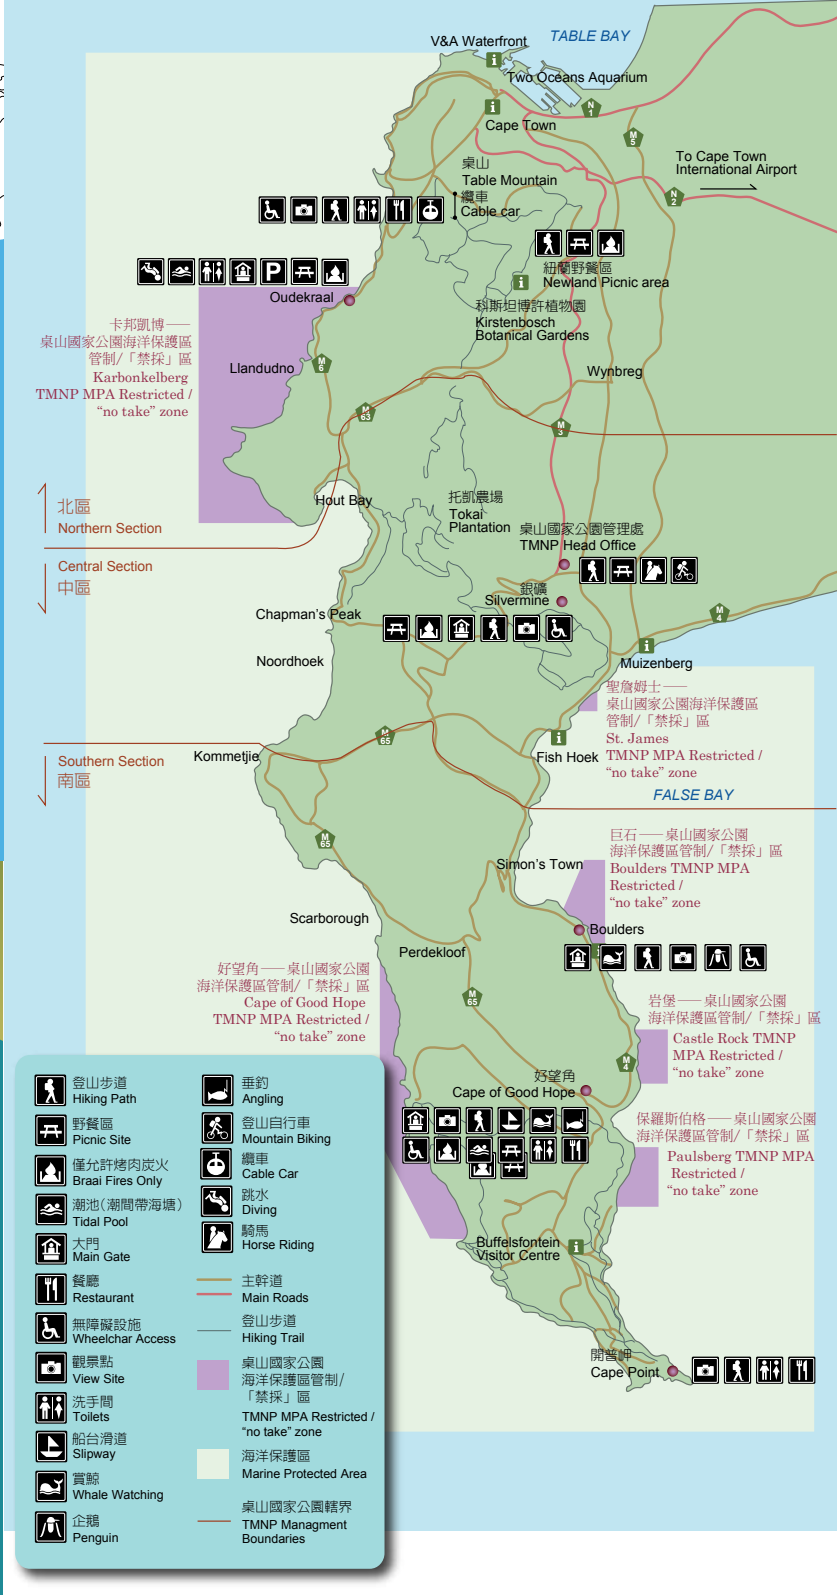 V&A Waterfront
TABLE BAY
Two Oceans Aquarium
Cape Town
N
1
M
5
To Cape Town
International Airport
N
2
桌山
Table Mountain
纜車
Cable car
紐蘭野餐區
Newland Picnic area
Oudekraal
科斯坦博許植物園
Kirstenbosch
Botanical Gardens
卡邦凱博——
桌山國家公園海洋保護區
管制/「禁採」區
Karbonkelberg
TMNP MPA Restricted /
“no take” zone
Llandudno
M
6
Wynbreg
M
63
M
3
北區
Northern Section
Hout Bay
托凱農場
Tokai
Plantation
桌山國家公園管理處
TMNP Head Office
Central Section
中區
銀礦
Silvermine
Chapman's Peak
M
4
Noordhoek
Muizenberg
聖詹姆士——
桌山國家公園海洋保護區
管制/「禁採」區
St. James
TMNP MPA Restricted /
“no take” zone
M
65
Fish Hoek
Kommetjie
Southern Section
南區
FALSE BAY
M
65
Simon's Town
巨石——桌山國家公園
海洋保護區管制/「禁採」區
Boulders TMNP MPA
Restricted /
“no take” zone
Scarborough
Boulders
Perdekloof
好望角——桌山國家公園
海洋保護區管制/「禁採」區
Cape of Good Hope
TMNP MPA Restricted /
“no take” zone
M
65
岩堡——桌山國家公園
海洋保護區管制/「禁採」區
Castle Rock TMNP
MPA Restricted /
“no take” zone
M
4
好望角
Cape of Good Hope
保羅斯伯格——桌山國家公園
海洋保護區管制/「禁採」區
Paulsberg TMNP MPA
Restricted /
“no take” zone
Buffelsfontein
Visitor Centre
開普岬
Cape Point
P
登山步道
Hiking Path
野餐區
Picnic Site
僅允許烤肉炭火
Braai Fires Only
潮池(潮間帶海塘)
Tidal Pool
大門
Main Gate
餐廳
Restaurant
無障礙設施
Wheelchar Access
觀景點
View Site
洗手間
Toilets
船台滑道
Slipway
賞鯨
Whale Watching
企鵝
Penguin
垂釣
Angling
登山自行車
Mountain Biking
纜車
Cable Car
跳水
Diving
騎馬
Horse Riding
主幹道
Main Roads
登山步道
Hiking Trail
桌山國家公園
海洋保護區管制/
「禁採」區
TMNP MPA Restricted /
“no take” zone
海洋保護區
Marine Protected Area
桌山國家公園轄界
TMNP Managment
Boundaries